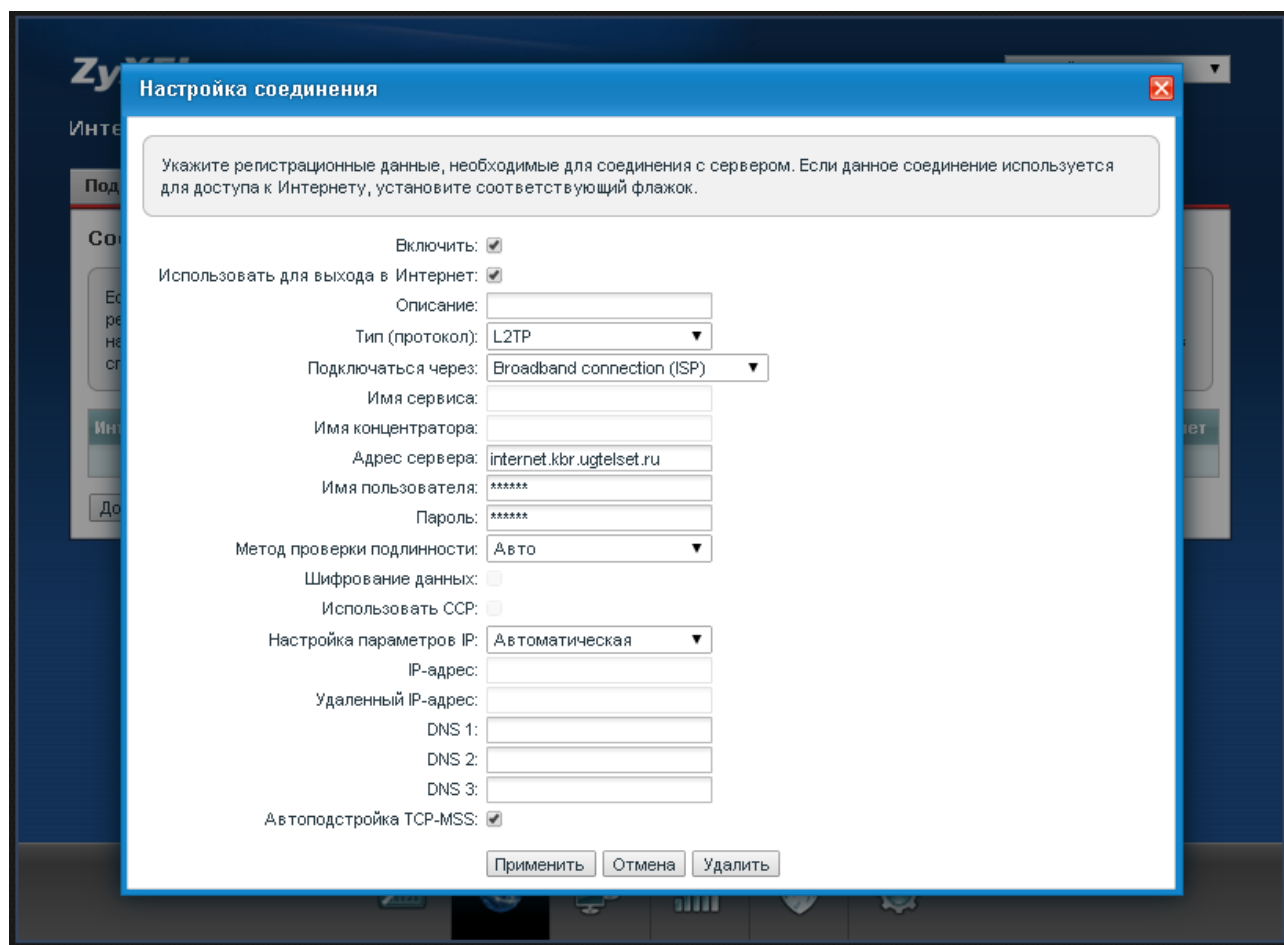 Настройка соединения
Укажите регистрационные данные, необходимые для соединения с сервером. Если данное соединение используется
для доступа к Интернету, установите соответствующий флажок.
Включить:
Использовать для выхода в Интернет:
Описание:
Тип (протокол): L2TP
Подключаться через: Broadband connection (ISP)
Имя сервиса:
Имя концентратора:
Адрес сервера: internet.kbr.ugtelset.ru
Имя пользователя: ******
Пароль: ******
Метод проверки подлинности: Авто
Шифрование данных:
Использовать CCP:
Настройка параметров IP: Автоматическая
IP-адрес:
Удаленный IP-адрес:
DNS 1:
DNS 2:
DNS 3:
Автоподстройка TCP-MSS:
Применить Отмена Удалить